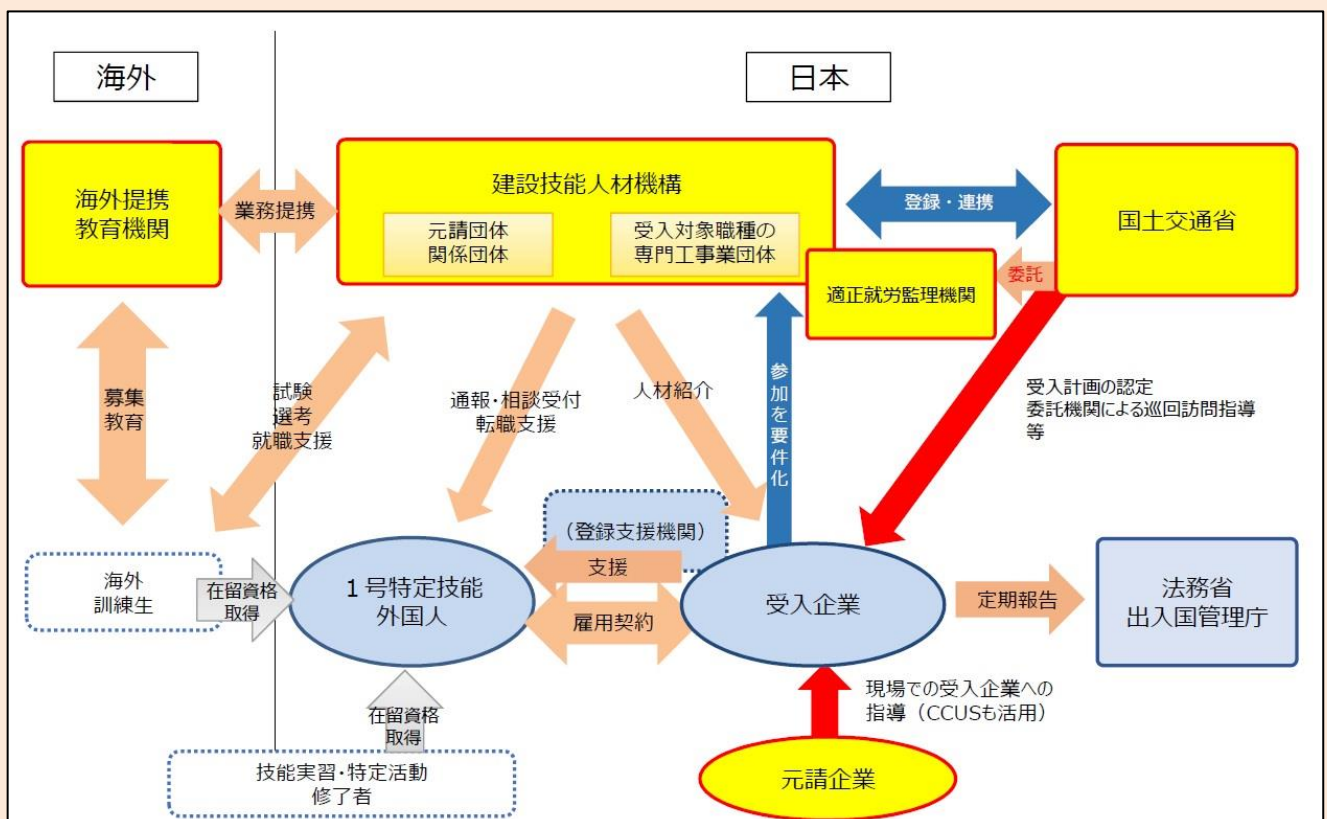 海外
日本
海外提携
教育機関
業務提携
建設技能人材機構
元請団体
関係団体
受入対象職種の
専門工事業団体
登録・連携
国土交通省
適正就労監理機関
委託
募集
教育
試験
選考
就職支援
通報・相談受付
転職支援
人材紹介
参加を要件化
受入計画の認定
委託機関による巡回訪問指導
等
(登録支援機関)
支援
海外
訓練生
在留資格
取得
1号特定技能
外国人
雇用契約
受入企業
定期報告
法務省
出入国管理庁
在留資格
取得
現場での受入企業への
指導(CCUSも活用)
技能実習・特定活動
修了者
元請企業